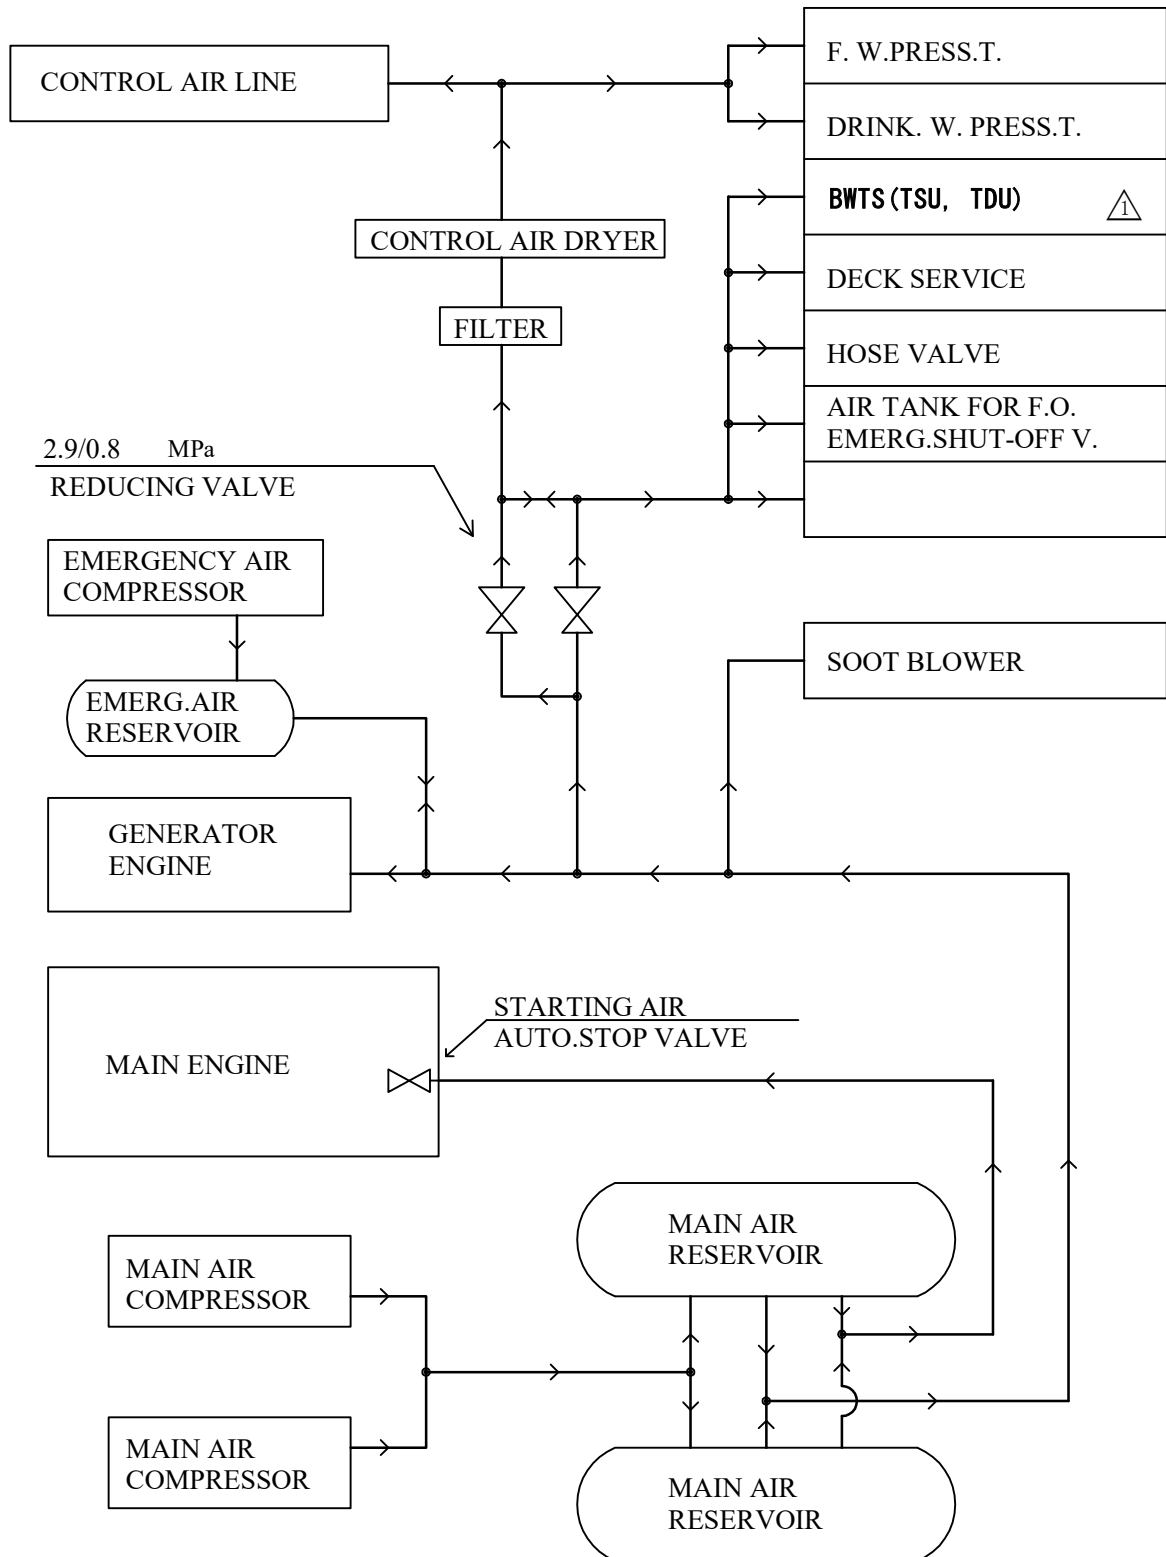 F. W.PRESS.T.
CONTROL AIR LINE
DRINK. W. PRESS.T.
BWTS(TSU, TDU) 1
CONTROL AIR DRYER
DECK SERVICE
FILTER
HOSE VALVE
AIR TANK FOR F.O.
EMERG.SHUT-OFF V.
2.9/0.8 MPa
REDUCING VALVE
EMERGENCY AIR
COMPRESSOR
SOOT BLOWER
EMERG.AIR
RESERVOIR
GENERATOR
ENGINE
STARTING AIR
AUTO.STOP VALVE
MAIN ENGINE
MAIN AIR
RESERVOIR
MAIN AIR
COMPRESSOR
MAIN AIR
COMPRESSOR
MAIN AIR
RESERVOIR